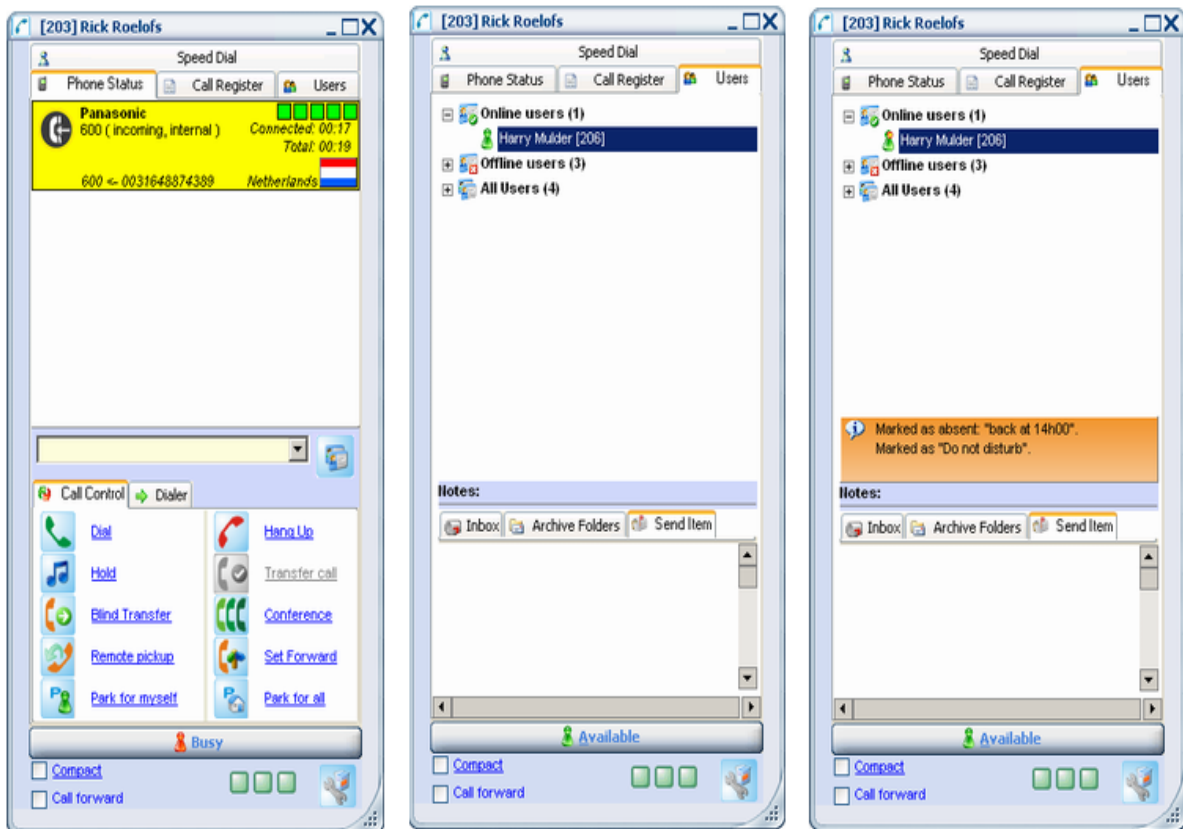 [203] Rick Roelofs
Speed Dial
Phone Status Call Register Users
Panasonic
600 ( incoming, internal ) Connected: 00:17
Total: 00:19
600 <- 0031648874389 Netherlands
Call Control Dialer
Dial Hang Up
Hold Transfer call
Blind Transfer Conference
Remote pickup Set Forward
Park for myself Park for all
Busy
Compact
Call forward
[203] Rick Roelofs
Speed Dial
Phone Status Call Register Users
Online users (1)
Harry Mulder [206]
Offline users (3)
All Users (4)
Notes:
Inbox Archive Folders Send Item
Available
Compact
Call forward
[203] Rick Roelofs
Speed Dial
Phone Status Call Register Users
Online users (1)
Harry Mulder [206]
Offline users (3)
All Users (4)
Marked as absent: "back at 14h00".
Marked as "Do not disturb".
Notes:
Inbox Archive Folders Send Item
Available
Compact
Call forward